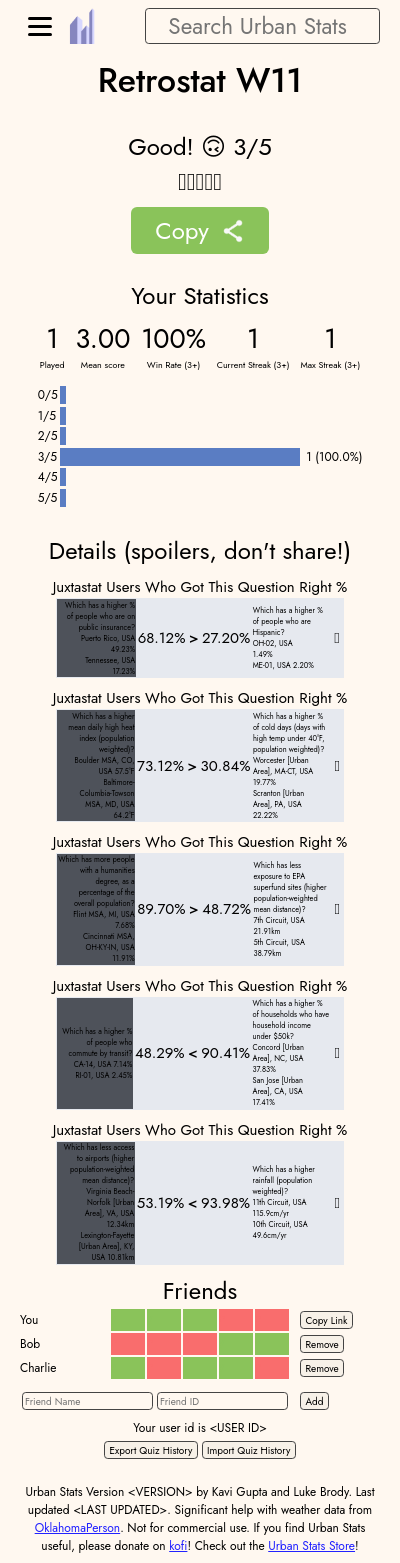 Search Urban Stats
Retrostat W11
Good! 🙃 3/5
Copy
Your Statistics
1 3.00 100% 1 1
Played Mean score Win Rate (3+) Current Streak (3+) Max Streak (3+)
0/5
1/5
2/5
3/5 1 (100.0%)
4/5
5/5
Details (spoilers, don't share!)
Juxtastat Users Who Got This Question Right %
Which has a higher %
of people who are on
public insurance?
Puerto Rico, USA
49.23%
Tennessee, USA
17.23%
68.12% > 27.20%
Which has a higher %
of people who are
Hispanic?
OH-02, USA
1.49%
ME-01, USA 2.20%
Juxtastat Users Who Got This Question Right %
Which has a higher
mean daily high heat
index (population
weighted)?
Boulder MSA, CO,
USA 57.5°F
Baltimore-
Columbia-Towson
MSA, MD, USA
64.2°F
73.12% > 30.84%
Which has a higher %
of cold days (days with
high temp under 40°F,
population weighted)?
Worcester [Urban
Area], MA-CT, USA
19.77%
Scranton [Urban
Area], PA, USA
22.22%
Juxtastat Users Who Got This Question Right %
Which has more people
with a humanities
degree, as a
percentage of the
overall population?
Flint MSA, MI, USA
7.68%
Cincinnati MSA,
OH-KY-IN, USA
11.91%
89.70% > 48.72%
Which has less
exposure to EPA
superfund sites (higher
population-weighted
mean distance)?
7th Circuit, USA
21.91km
5th Circuit, USA
38.79km
Juxtastat Users Who Got This Question Right %
Which has a higher %
of people who
commute by transit?
CA-14, USA 7.14%
RI-01, USA 2.45%
48.29% < 90.41%
Which has a higher %
of households who have
household income
under $50k?
Concord [Urban
Area], NC, USA
37.83%
San Jose [Urban
Area], CA, USA
17.41%
Juxtastat Users Who Got This Question Right %
Which has less access
to airports (higher
population-weighted
mean distance)?
Virginia Beach-
Norfolk [Urban
Area], VA, USA
12.34km
Lexington-Fayette
[Urban Area], KY,
USA 10.81km
53.19% < 93.98%
Which has a higher
rainfall (population
weighted)?
11th Circuit, USA
115.9cm/yr
10th Circuit, USA
49.6cm/yr
Friends
You Copy Link
Bob Remove
Charlie Remove
Friend Name Friend ID Add
Your user id is <USER ID>
Export Quiz History Import Quiz History
Urban Stats Version <VERSION> by Kavi Gupta and Luke Brody. Last
updated <LAST UPDATED>. Significant help with weather data from
OklahomaPerson. Not for commercial use. If you find Urban Stats
useful, please donate on kofi! Check out the Urban Stats Store!